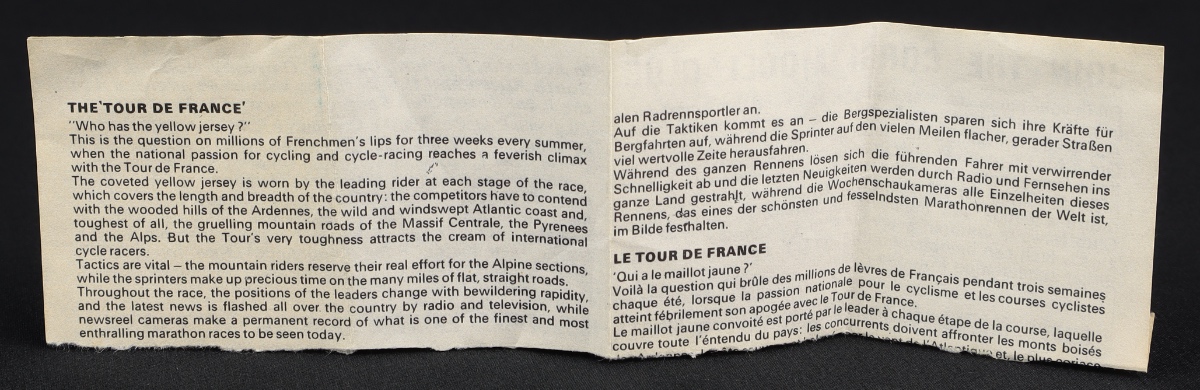 THE 'TOUR DE FRANCE'
"Who has the yellow jersey?"
This is the question on millions of Frenchmen's lips for three weeks every summer,
when the national passion for cycling and cycle-racing reaches a feverish climax
with the Tour de France.
The coveted yellow jersey is worn by the leading rider at each stage of the race,
which covers the length and breadth of the country: the competitors have to contend
with the wooded hills of the Ardennes, the wild and windswept Atlantic coast and,
toughest of all, the gruelling mountain roads of the Massif Centrale, the Pyrenees
and the Alps. But the Tour's very toughness attracts the cream of international
cycle racers.
Tactics are vital – the mountain riders reserve their real effort for the Alpine sections,
while the sprinters make up precious time on the many miles of flat, straight roads.
Throughout the race, the positions of the leaders change with bewildering rapidity,
and the latest news is flashed all over the country by radio and television, while
newsreel cameras make a permanent record of what is one of the finest and most
enthralling marathon races to be seen today.
alen Radrennsportler an.
Auf die Taktiken kommt es an – die Bergspezialisten sparen sich ihre Kräfte für
Bergfahrten auf, während die Sprinter auf den vielen Meilen flacher, gerader Straßen
viel wertvolle Zeite herausfahren.
Während des ganzen Rennens lösen sich die führenden Fahrer mit verwirrender
Schnelligkeit ab und die letzten Neuigkeiten werden durch Radio und Fernsehen ins
ganze Land gestrahlt, während die Wochenschaukameras alle Einzelheiten dieses
Rennens, das eines der schönsten und fesselndsten Marathonrennen der Welt ist,
im Bilde festhalten.
LE TOUR DE FRANCE
'Qui a le maillot jaune?'
Voilà la question qui brûle des millions de lèvres de Français pendant trois semaines
chaque été, lorsque la passion nationale pour le cyclisme et les courses cyclistes
atteint fébrilement son apogée avec le Tour de France.
Le maillot jaune convoité est porté par le leader à chaque étape de la course, laquelle
couvre toute l'éntendu du pays: les concurrents doivent affronter les monts boisés
et, le plus